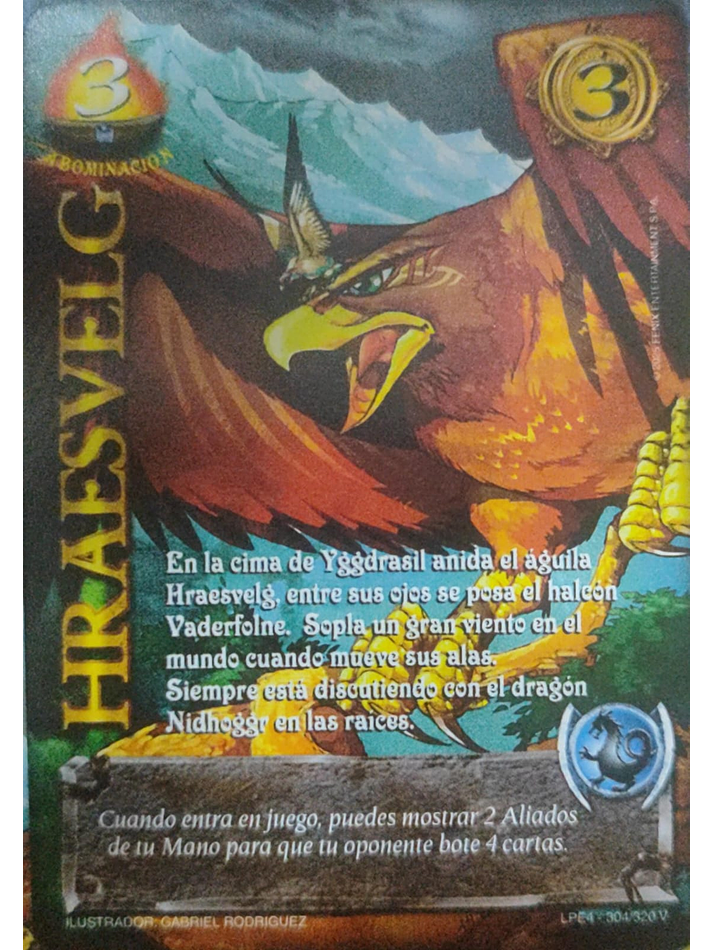 3
3
ABOMINACION
HRAESVELG
FENIX ENTERTAINMENT S.P.A.
En la cima de Yggdrasil anida el águila
Hraesvelg, entre sus ojos se posa el halcón
Vaderfolne. Sopla un gran viento en el
mundo cuando mueve sus alas.
Siempre está discutiendo con el dragón
Nidhoggr en las raíces.
Cuando entra en juego, puedes mostrar 2 Aliados
de tu Mano para que tu oponente bote 4 cartas.
ILUSTRADOR: GABRIEL RODRIGUEZ
LPE4 - 304/320 V